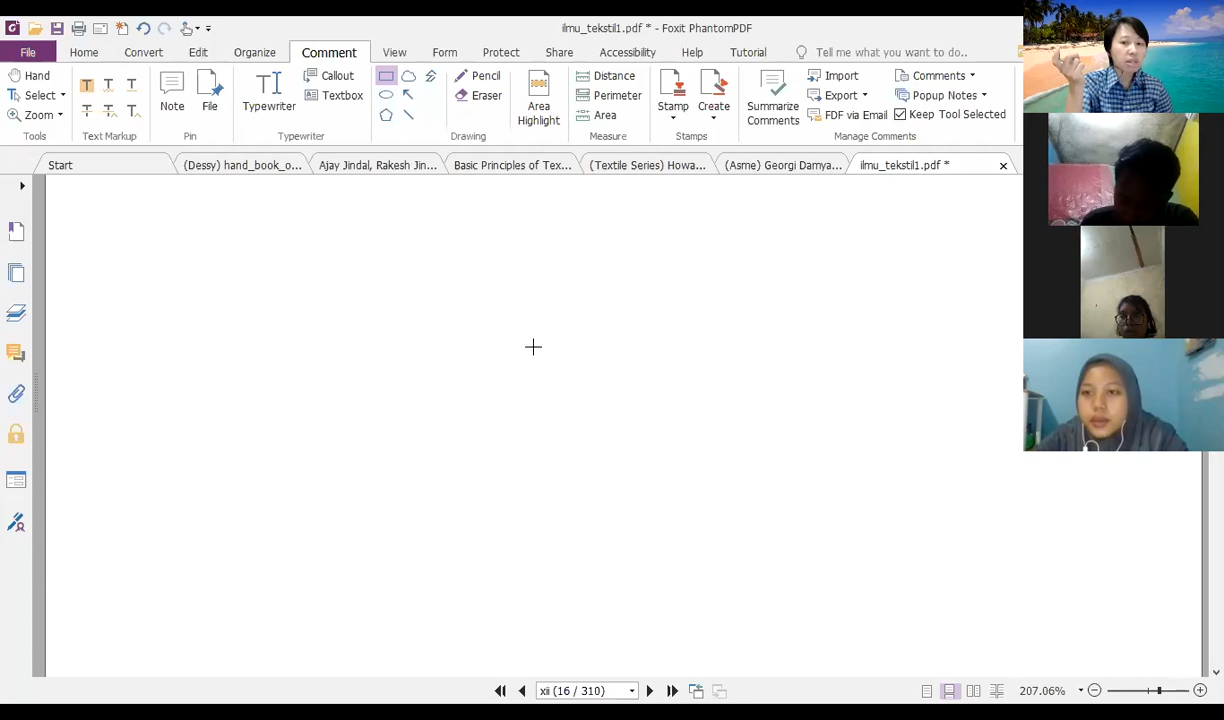 ilmu_tekstil1.pdf * - Foxit PhantomPDF
File Home Convert Edit Organize Comment View Form Protect Share Accessibility Help Tutorial Tell me what you want to do..
Hand
Select
Zoom
Tools
Text Markup
Note
File
Pin
Typewriter
Callout
Textbox
Typewriter
Pencil
Eraser
Area
Highlight
Drawing
Distance
Perimeter
Area
Measure
Stamp
Create
Stamps
Summarize
Comments
Import
Export
FDF via Email
Comments
Popup Notes
Keep Tool Selected
Manage Comments
Start
(Dessy) hand_book_o...
Ajay Jindal, Rakesh Jin...
Basic Principles of Tex...
(Textile Series) Howa...
(Asme) Georgi Damya...
ilmu_tekstil1.pdf *
xii (16 / 310)
207.06%